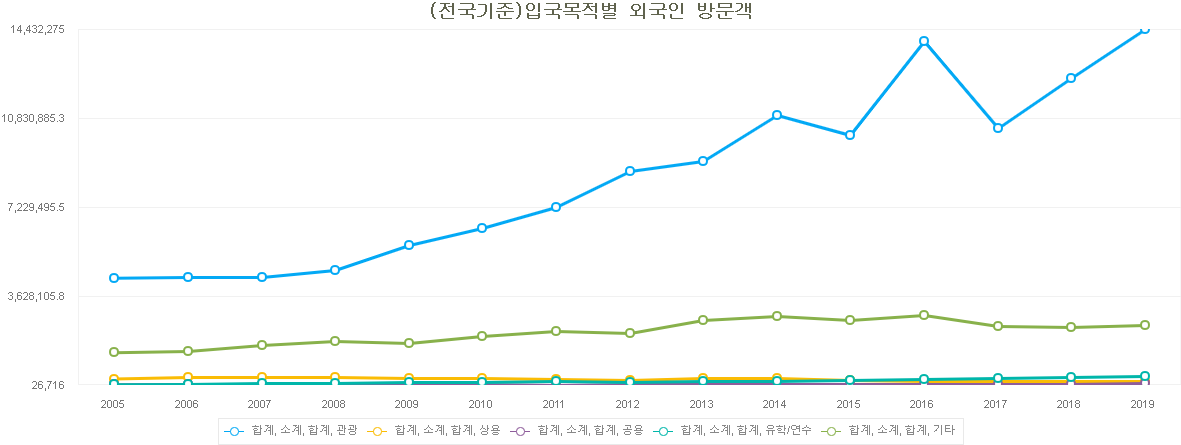 (전국기준)입국목적별 외국인 방문객
14,432,275
10,830,885.3
7,229,495.5
3,628,105.8
26,716
2005 2006 2007 2008 2009 2010 2011 2012 2013 2014 2015 2016 2017 2018 2019
합계, 소계, 합계, 관광 합계, 소계, 합계, 상용 합계, 소계, 합계, 공용 합계, 소계, 합계, 유학/연수 합계, 소계, 합계, 기타